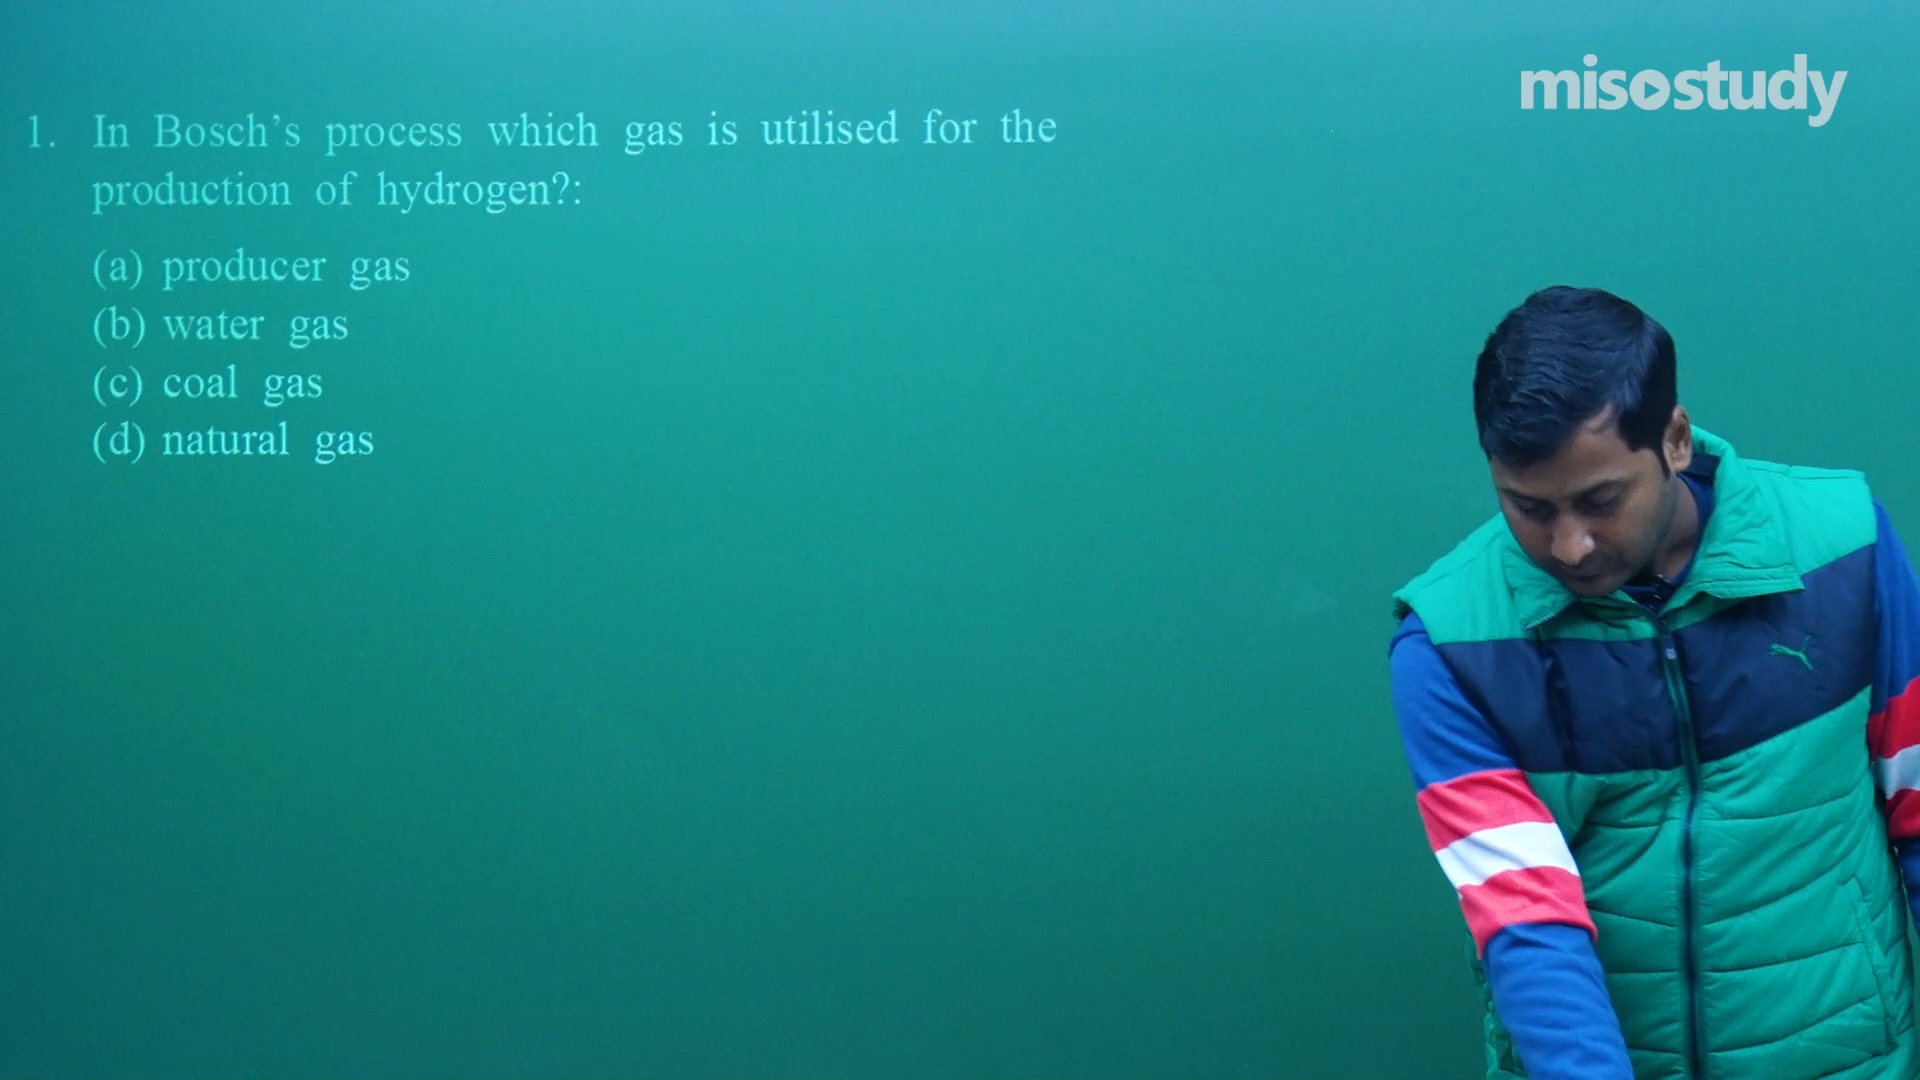 misostudy
1. In Bosch's process which gas is utilised for the
production of hydrogen?:
(a) producer gas
(b) water gas
(c) coal gas
(d) natural gas